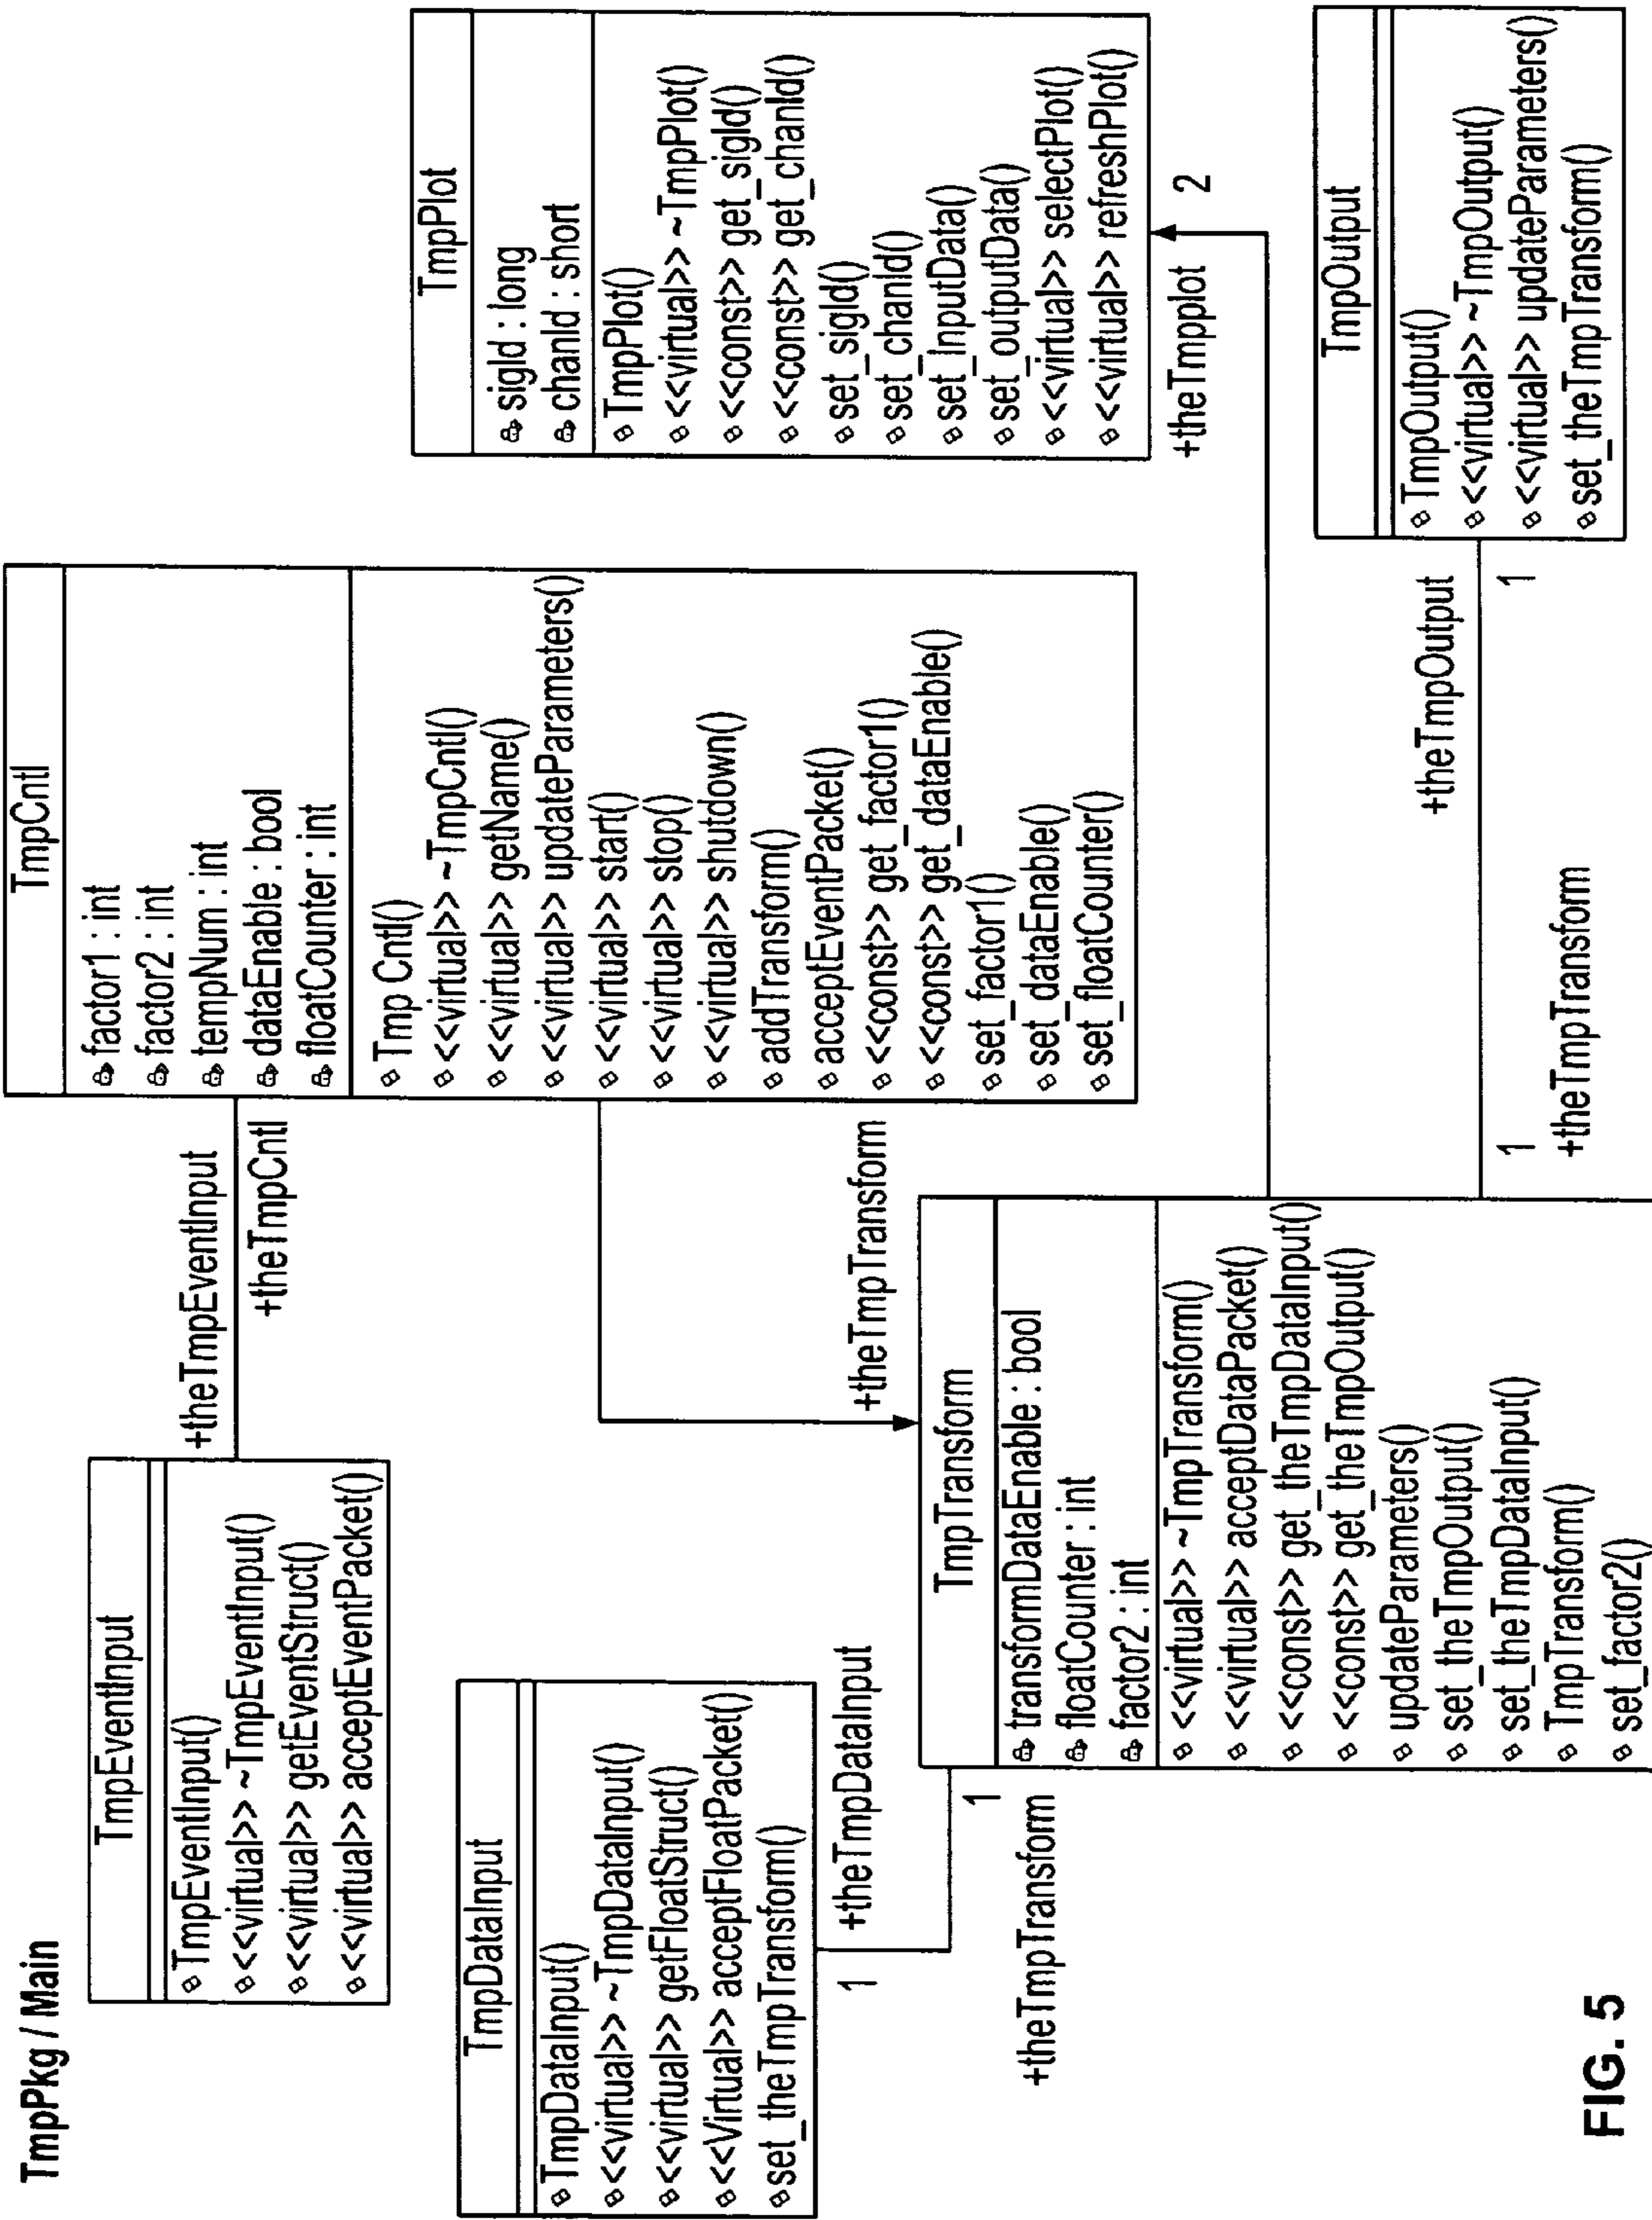 TmpPkg / Main
TmpEventInput
TmpEventInput()
<<virtual>> ~TmpEventInput()
<<virtual>> getEventStruct()
<<virtual>> acceptEventPacket()
+theTmpEventInput
+theTmpCntl
TmpCntl
factor1 : int
factor2 : int
tempNum : int
dataEnable : bool
floatCounter : int
Tmp Cntl()
<<virtual>> ~TmpCntl()
<<virtual>> getName()
<<virtual>> updateParameters()
<<virtual>> start()
<<virtual>> stop()
<<virtual>> shutdown()
addTransform()
acceptEventPacket()
<<const>> get_factor1()
<<const>> get_dataEnable()
set_factor1()
set_dataEnable()
set_floatCounter()
TmpPlot
sigId : long
chanId : short
TmpPlot()
<<virtual>> ~TmpPlot()
<<const>> get_sigId()
<<const>> get_chanId()
set_sigId()
set_chanId()
set_InputData()
set_outputData()
<<virtual>> selectPlot()
<<virtual>> refreshPlot()
+theTmpplot
2
TmpDataInput
TmpDataInput()
<<virtual>> ~TmpDataInput()
<<virtual>> getFloatStruct()
<<Virtual>> acceptFloatPacket()
set_theTmpTransform()
1
+theTmpDataInput
+theTmpTransform
1
+theTmpTransform
TmpTransform
transformDataEnable : bool
floatCounter : int
factor2 : int
<<virtual>> ~TmpTransform()
<<virtual>> acceptDataPacket()
<<const>> get_theTmpDataInput()
<<const>> get_theTmpOutput()
updateParameters()
set_theTmpOutput()
set_theTmpDataInput()
TmpTransform()
set_factor2()
+theTmpOutput
1
1
+theTmpTransform
TmpOutput
TmpOutput()
<<virtual>> ~TmpOutput()
<<virtual>> updateParameters()
set_theTmpTransform()
FIG. 5